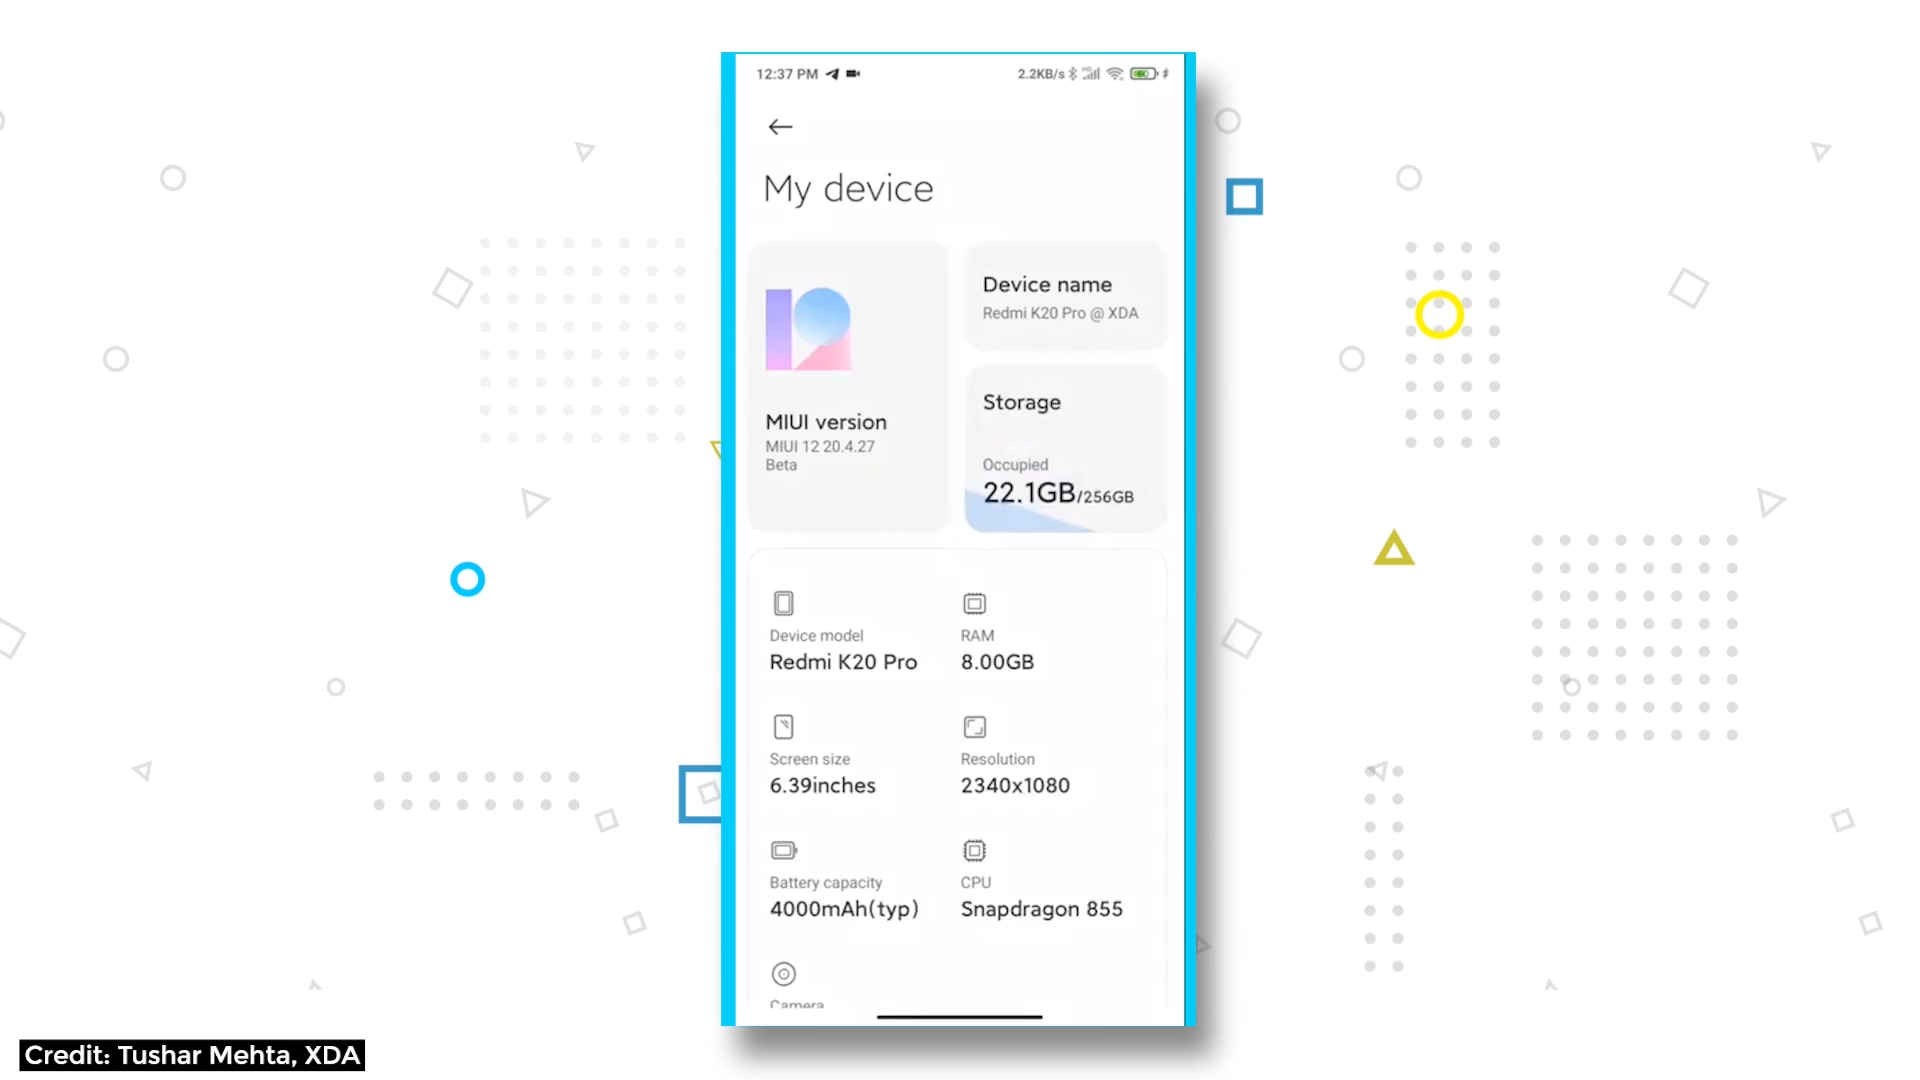 12:37 PM
2.2KB/s
60
My device
MIUI version
MIUI 12 20.4.27
Beta
Device name
Redmi K20 Pro @ XDA
Storage
Occupied
22.1GB/256GB
Device model
Redmi K20 Pro
RAM
8.00GB
Screen size
6.39inches
Resolution
2340x1080
Battery capacity
4000mAh(typ)
CPU
Snapdragon 855
Camera
Credit: Tushar Mehta, XDA